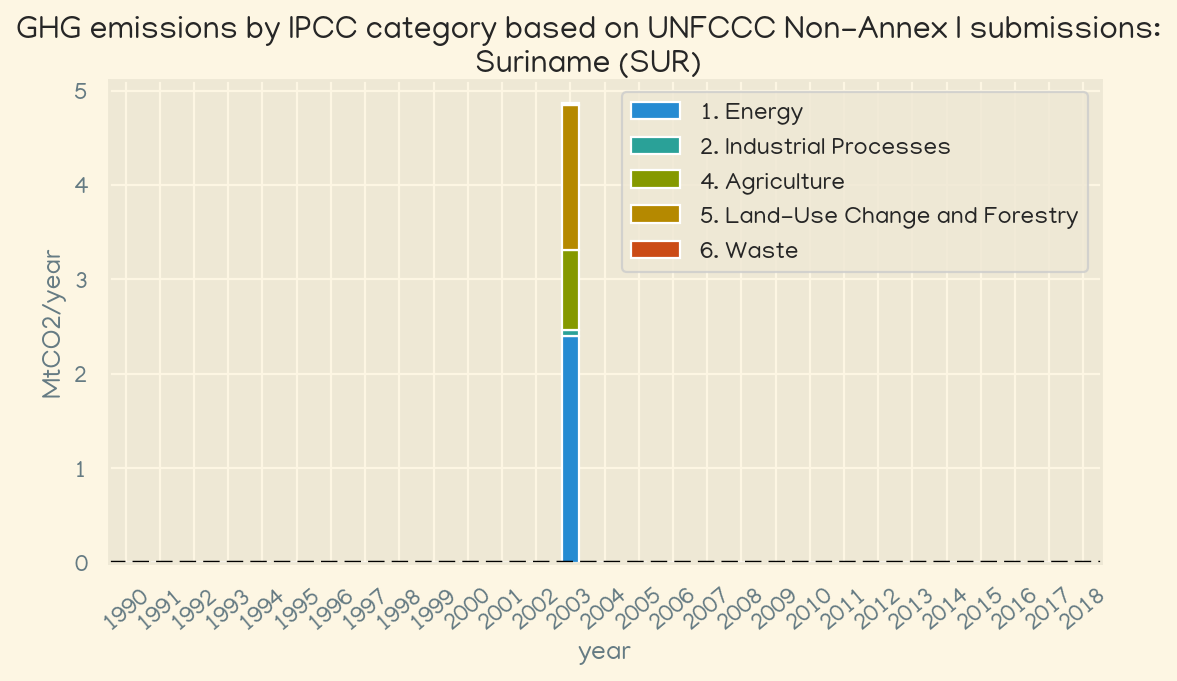 GHG emissions by IPCC category based on UNFCCC Non-Annex I submissions:
Suriname (SUR)
5
4
3
2
1
0
MtCO2/year
1. Energy
2. Industrial Processes
4. Agriculture
5. Land-Use Change and Forestry
6. Waste
1990 1991 1992 1993 1994 1995 1996 1997 1998 1999 2000 2001 2002 2003 2004 2005 2006 2007 2008 2009 2010 2011 2012 2013 2014 2015 2016 2017 2018
year